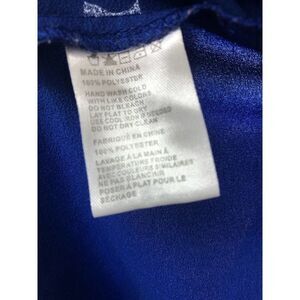 MADE IN CHINA
100% POLYESTER
HAND WASH COLD
WITH LIKE COLORS
DO NOT BLEACH
LAY FLAT TO DRY
USE COOL IRON IF NEEDED
DO NOT DRY-CLEAN
FABRIQUÉ EN CHINE
100% POLYESTER
LAVAGE À LA MAIN À
TEMPÉRATURE FROIDE
AVEC
NE PAS BLANCHIR
POSER À PLAT POUR LE
SÉCHAGE